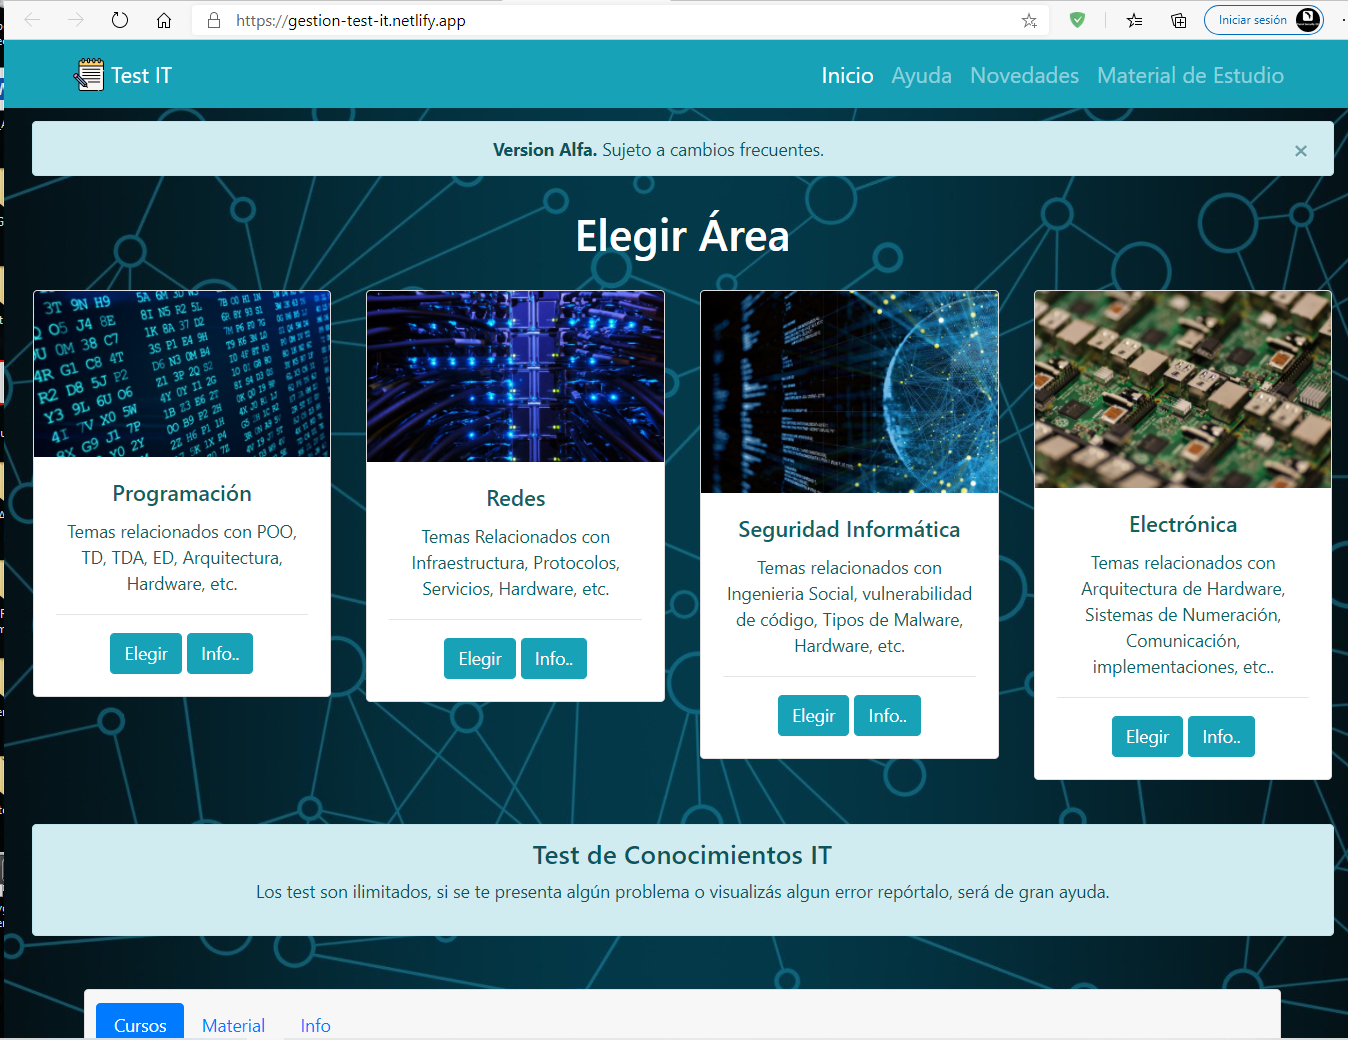 https://gestion-test-it.netlify.app
Iniciar sesión
Test IT
Inicio Ayuda Novedades Material de Estudio
Version Alfa. Sujeto a cambios frecuentes.
×
Elegir Área
Programación
Temas relacionados con POO,
TD, TDA, ED, Arquitectura,
Hardware, etc.
Elegir Info..
Redes
Temas Relacionados con
Infraestructura, Protocolos,
Servicios, Hardware, etc.
Elegir Info..
Seguridad Informática
Temas relacionados con
Ingenieria Social, vulnerabilidad
de código, Tipos de Malware,
Hardware, etc.
Elegir Info..
Electrónica
Temas relacionados con
Arquitectura de Hardware,
Sistemas de Numeración,
Comunicación,
implementaciones, etc..
Elegir Info..
Test de Conocimientos IT
Los test son ilimitados, si se te presenta algún problema o visualizás algun error repórtalo, será de gran ayuda.
Cursos Material Info